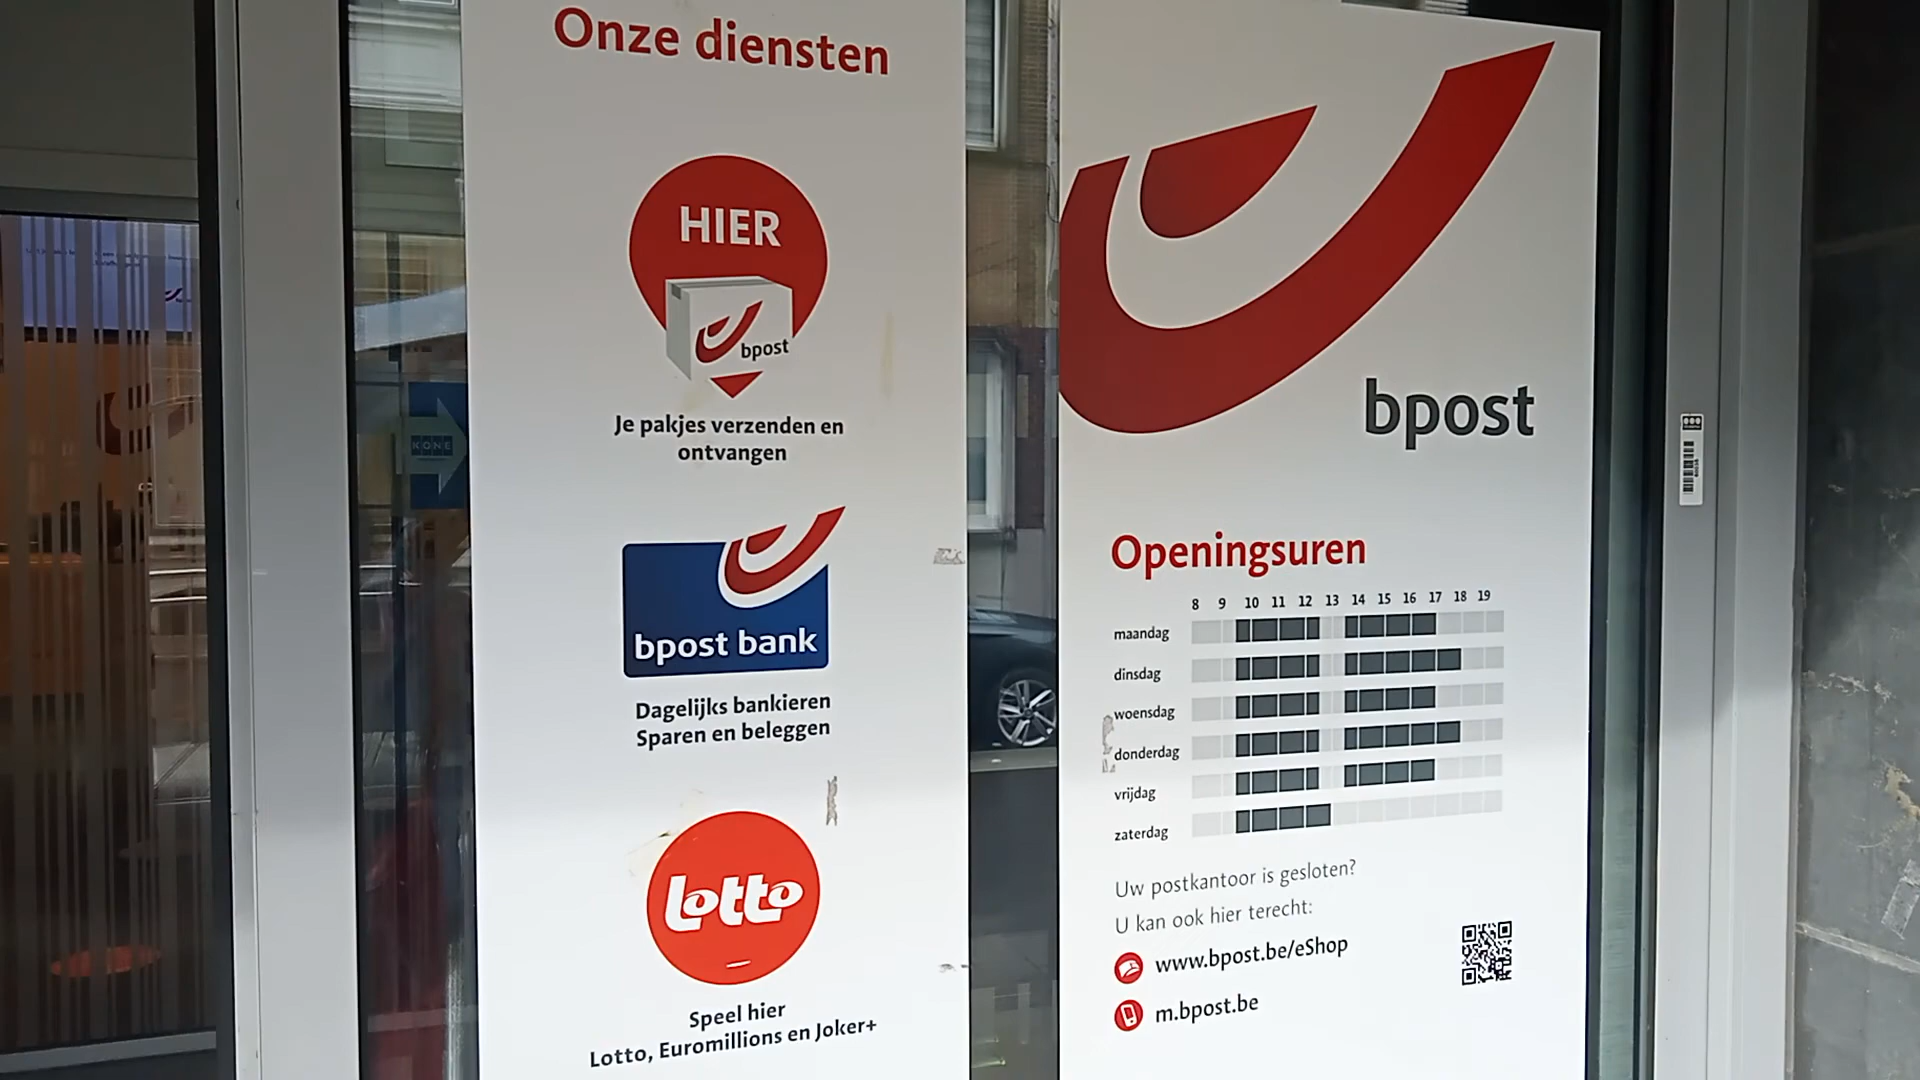 Onze diensten
HIER
bpost
Je pakjes verzenden en
ontvangen
bpost bank
Dagelijks bankieren
Sparen en beleggen
Lotto
Speel hier
Lotto, Euromillions en Joker+
KONE
bpost
Openingsuren
8 9 10 11 12 13 14 15 16 17 18 19
maandag
dinsdag
woensdag
donderdag
vrijdag
zaterdag
Uw postkantoor is gesloten?
U kan ook hier terecht:
www.bpost.be/eShop
m.bpost.be